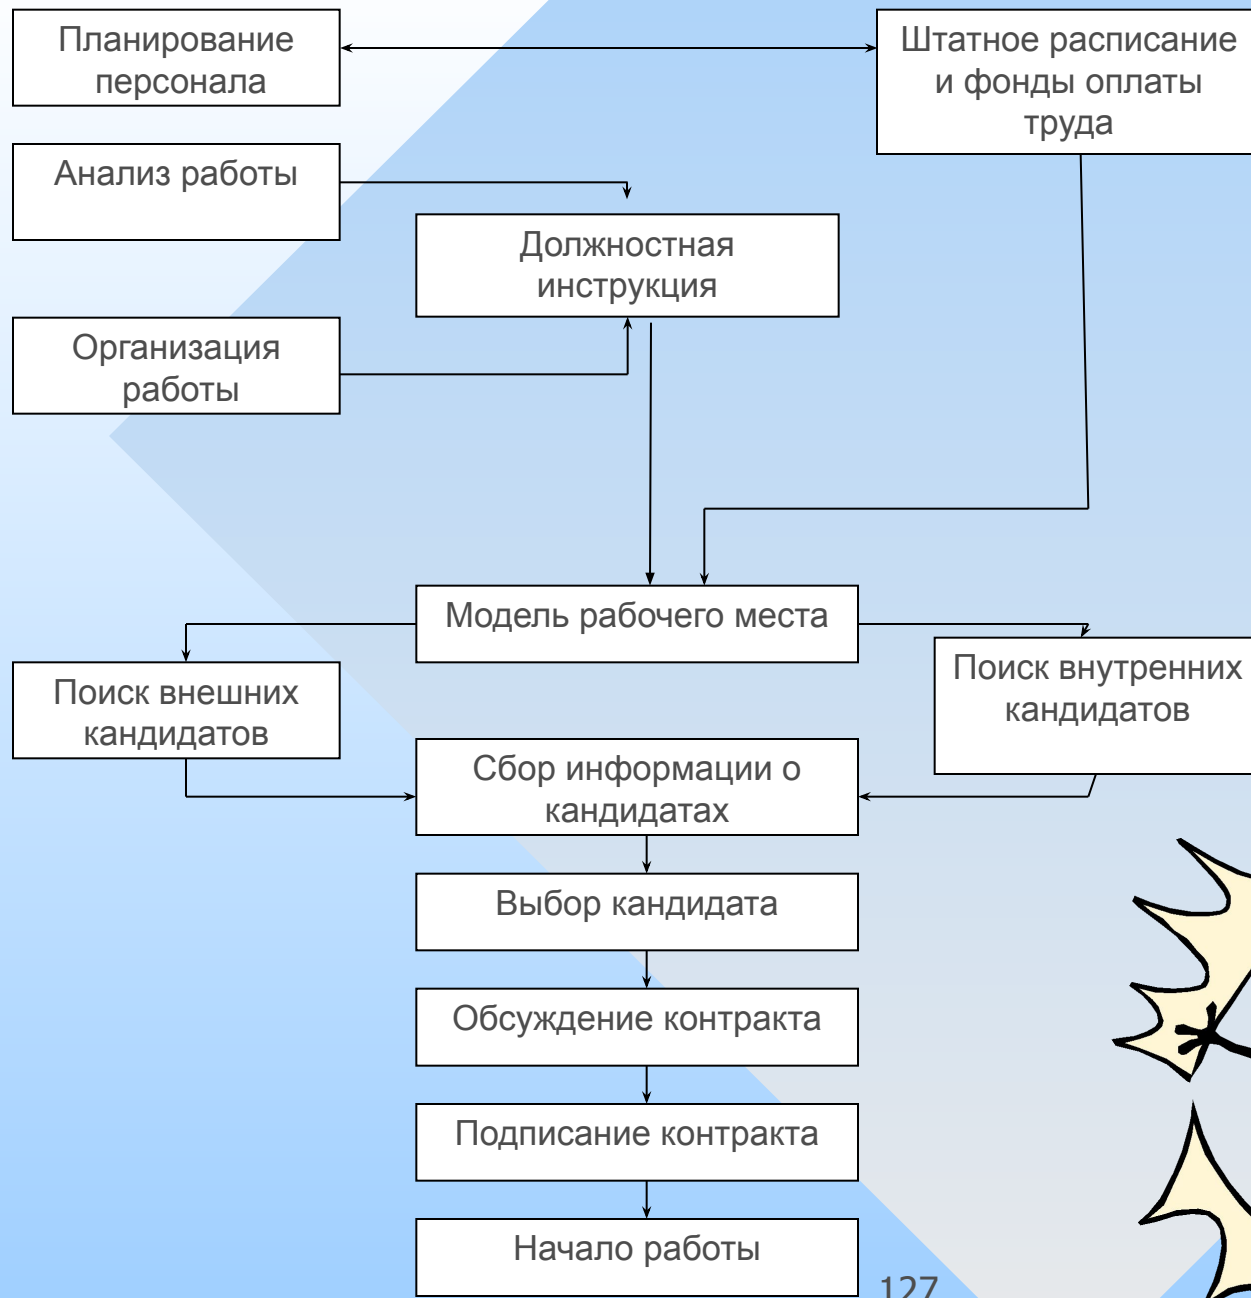 Планирование
персонала
Штатное расписание
и фонды оплаты
труда
Анализ работы
Должностная
инструкция
Организация
работы
Модель рабочего места
Поиск внешних
кандидатов
Поиск внутренних
кандидатов
Сбор информации о
кандидатах
Выбор кандидата
Обсуждение контракта
Подписание контракта
Начало работы
127